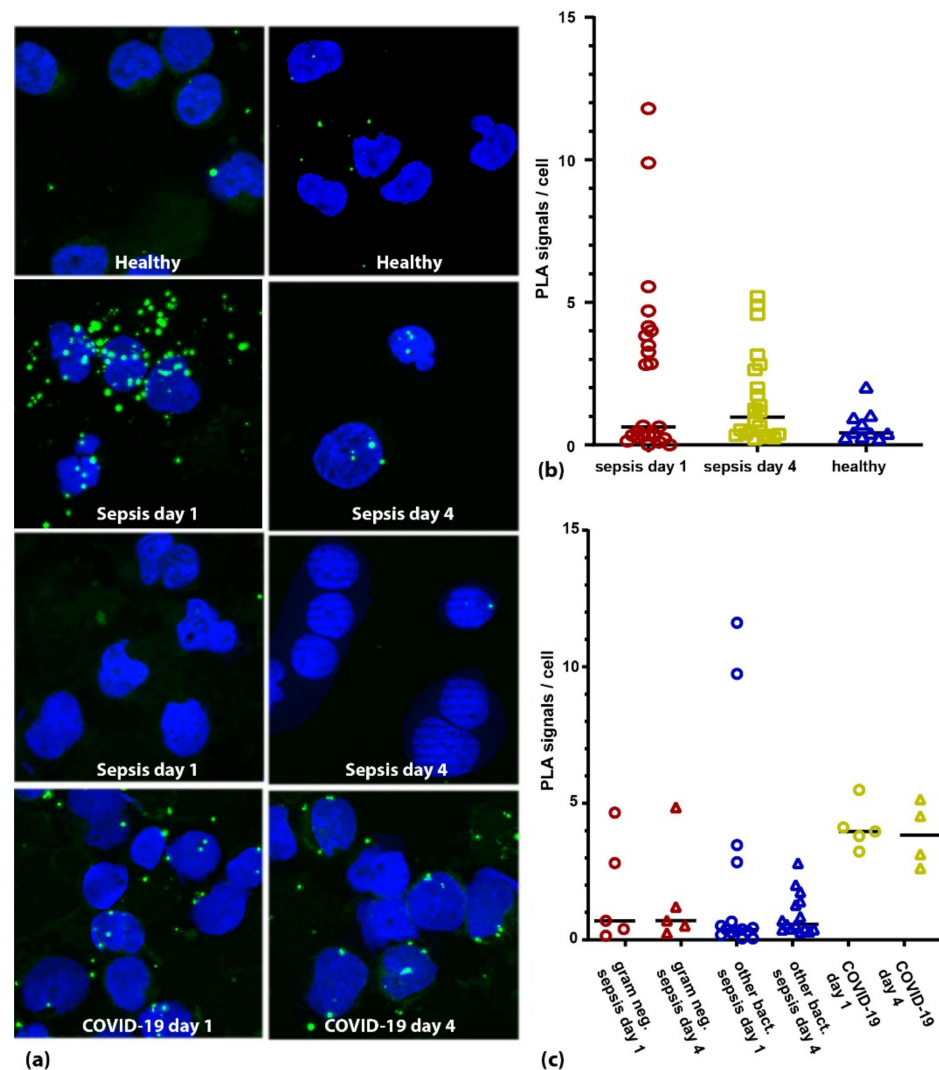 Healthy
Healthy
Sepsis day 1
Sepsis day 4
Sepsis day 1
Sepsis day 4
COVID-19 day 1
COVID-19 day 4
(a)
PLA signals / cell
15
10
5
0
sepsis day 1
sepsis day 4
healthy
(b)
PLA signals / cell
15
10
5
0
gram neg.
sepsis day 1
gram neg.
sepsis day 4
other bact.
sepsis day 1
other bact.
sepsis day 4
COVID-19
day 1
COVID-19
day 4
(c)